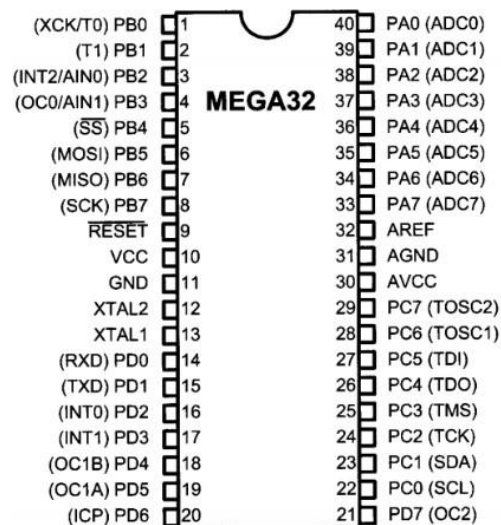 (XCK/T0) PB0 1 40 PA0 (ADC0)
(T1) PB1 2 39 PA1 (ADC1)
(INT2/AIN0) PB2 3 38 PA2 (ADC2)
(OC0/AIN1) PB3 4 MEGA32 37 PA3 (ADC3)
(SS) PB4 5 36 PA4 (ADC4)
(MOSI) PB5 6 35 PA5 (ADC5)
(MISO) PB6 7 34 PA6 (ADC6)
(SCK) PB7 8 33 PA7 (ADC7)
RESET 9 32 AREF
VCC 10 31 AGND
GND 11 30 AVCC
XTAL2 12 29 PC7 (TOSC2)
XTAL1 13 28 PC6 (TOSC1)
(RXD) PD0 14 27 PC5 (TDI)
(TXD) PD1 15 26 PC4 (TDO)
(INT0) PD2 16 25 PC3 (TMS)
(INT1) PD3 17 24 PC2 (TCK)
(OC1B) PD4 18 23 PC1 (SDA)
(OC1A) PD5 19 22 PC0 (SCL)
(ICP) PD6 20 21 PD7 (OC2)